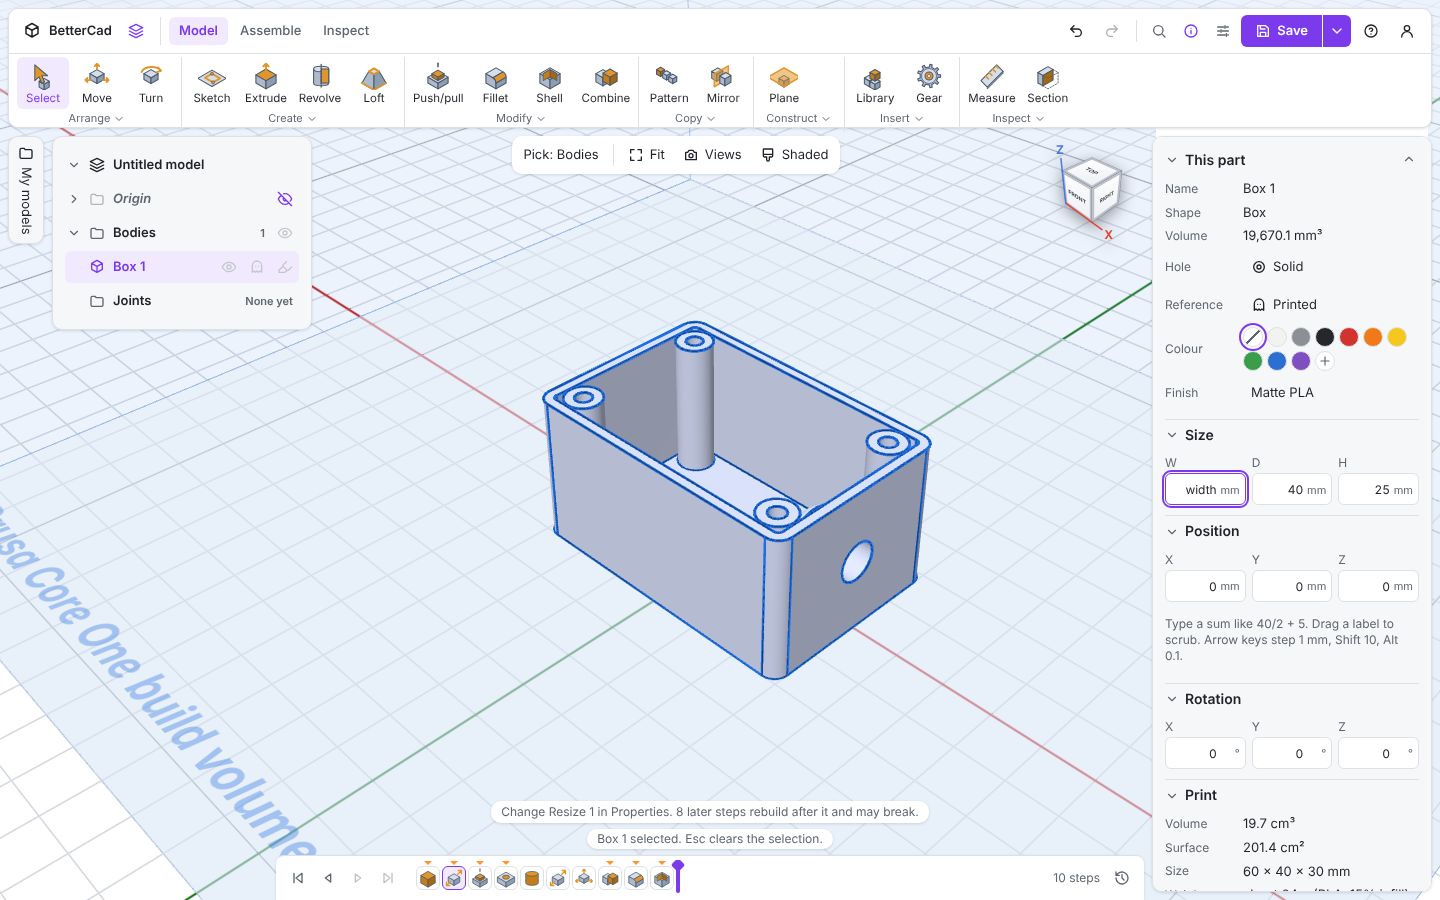 BetterCad
Model
Assemble
Inspect
Save
Select
Move
Turn
Sketch
Extrude
Revolve
Loft
Push/pull
Fillet
Shell
Combine
Pattern
Mirror
Plane
Library
Gear
Measure
Section
Arrange
Create
Modify
Copy
Construct
Insert
Inspect
My models
Untitled model
Origin
Bodies 1
Box 1
Joints None yet
Pick: Bodies
Fit
Views
Shaded
Z
TOP
FRONT
RIGHT
X
This part
Name Box 1
Shape Box
Volume 19,670.1 mm³
Hole Solid
Reference Printed
Colour
Finish Matte PLA
Size
W D H
width mm 40 mm 25 mm
Position
X Y Z
0 mm 0 mm 0 mm
Type a sum like 40/2 + 5. Drag a label to
scrub. Arrow keys step 1 mm, Shift 10, Alt
0.1.
Rotation
X Y Z
0 ° 0 ° 0 °
Print
Volume 19.7 cm³
Surface 201.4 cm²
Size 60 × 40 × 30 mm
Core One build volume
Change Resize 1 in Properties. 8 later steps rebuild after it and may break.
Box 1 selected. Esc clears the selection.
10 steps